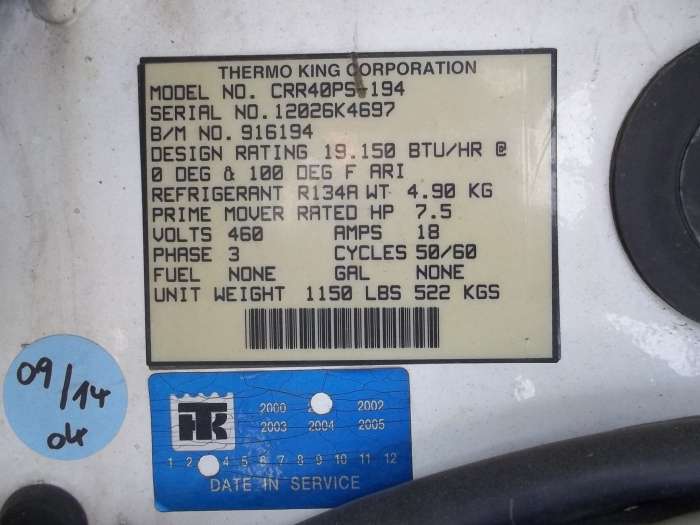 THERMO KING CORPORATION
MODEL NO. CRR40PS-194
SERIAL NO.12026K4697
B/M NO. 916194
DESIGN RATING 19.150 BTU/HR @
0 DEG & 100 DEG F ARI
REFRIGERANT R134A WT 4.90 KG
PRIME MOVER RATED HP 7.5
VOLTS 460 AMPS 18
PHASE 3 CYCLES 50/60
FUEL NONE GAL NONE
UNIT WEIGHT 1150 LBS 522 KGS
09/14
ok
TK
2000 2002
2003 2004 2005
1 2 4 5 6 7 8 9 10 11 12
DATE IN SERVICE